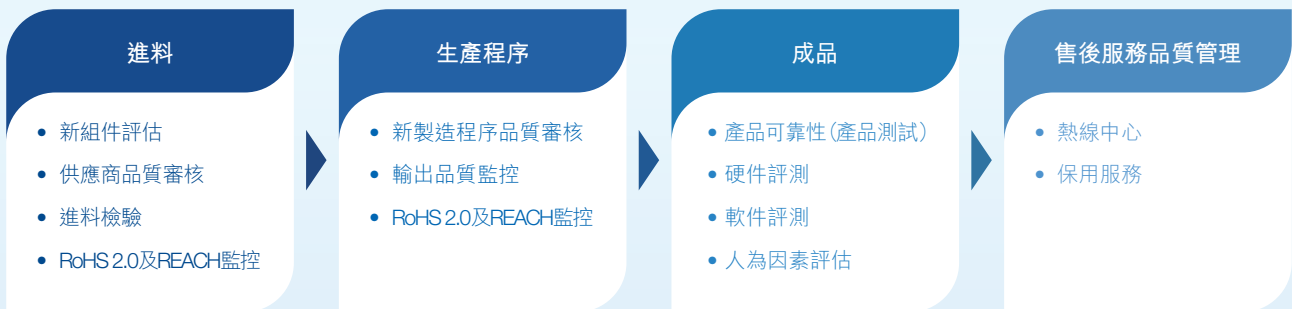 進料
• 新組件評估
• 供應商品質審核
• 進料檢驗
• RoHS 2.0及REACH監控
生產程序
• 新製造程序品質審核
• 輸出品質監控
• RoHS 2.0及REACH監控
成品
• 產品可靠性(產品測試)
• 硬件評測
• 軟件評測
• 人為因素評估
售後服務品質管理
• 熱線中心
• 保用服務